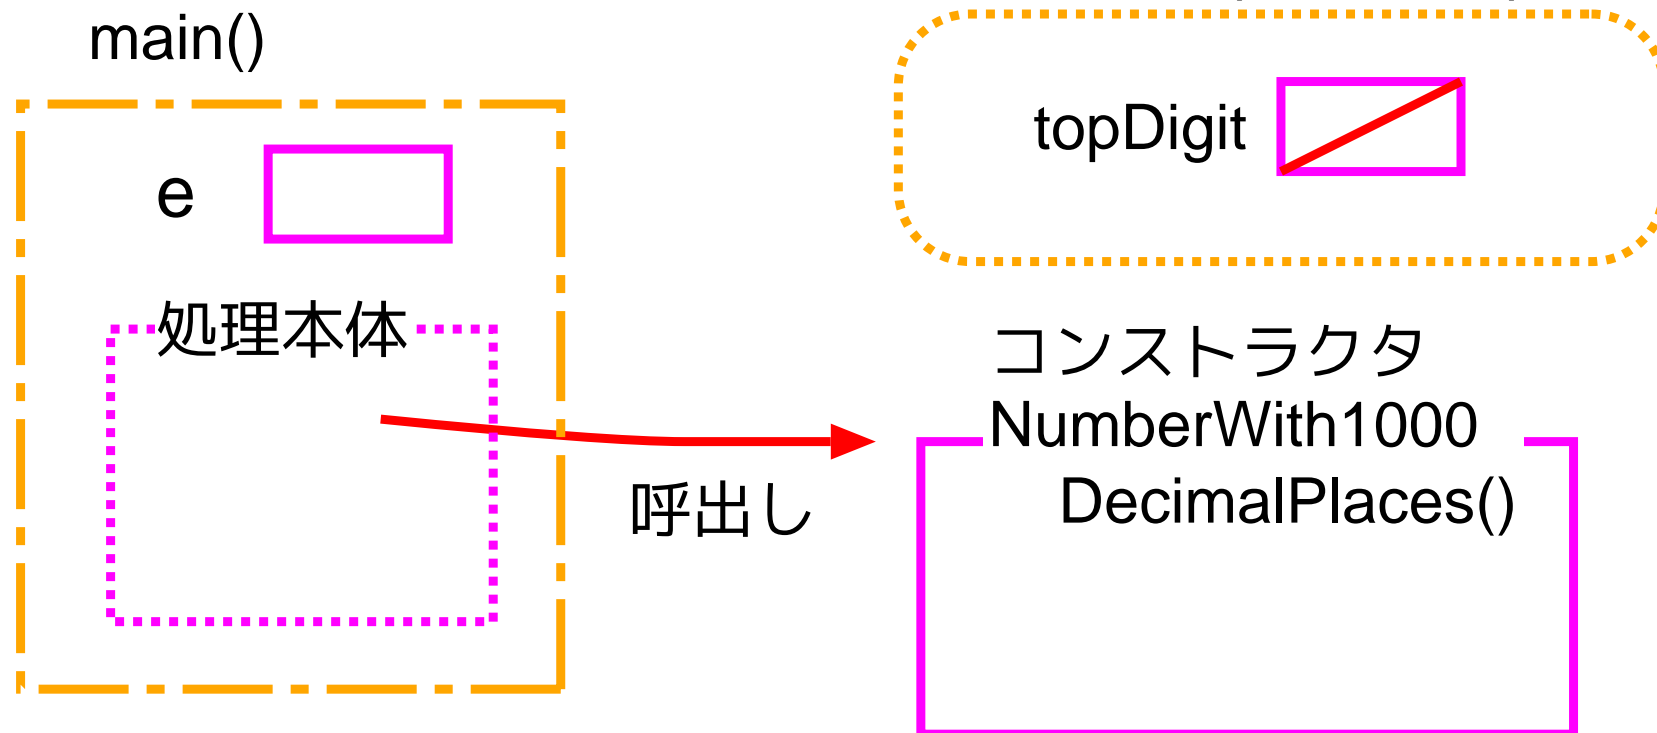 main()
topDigit
e
処理本体
コンストラクタ
NumberWith1000
DecimalPlaces()
呼出し